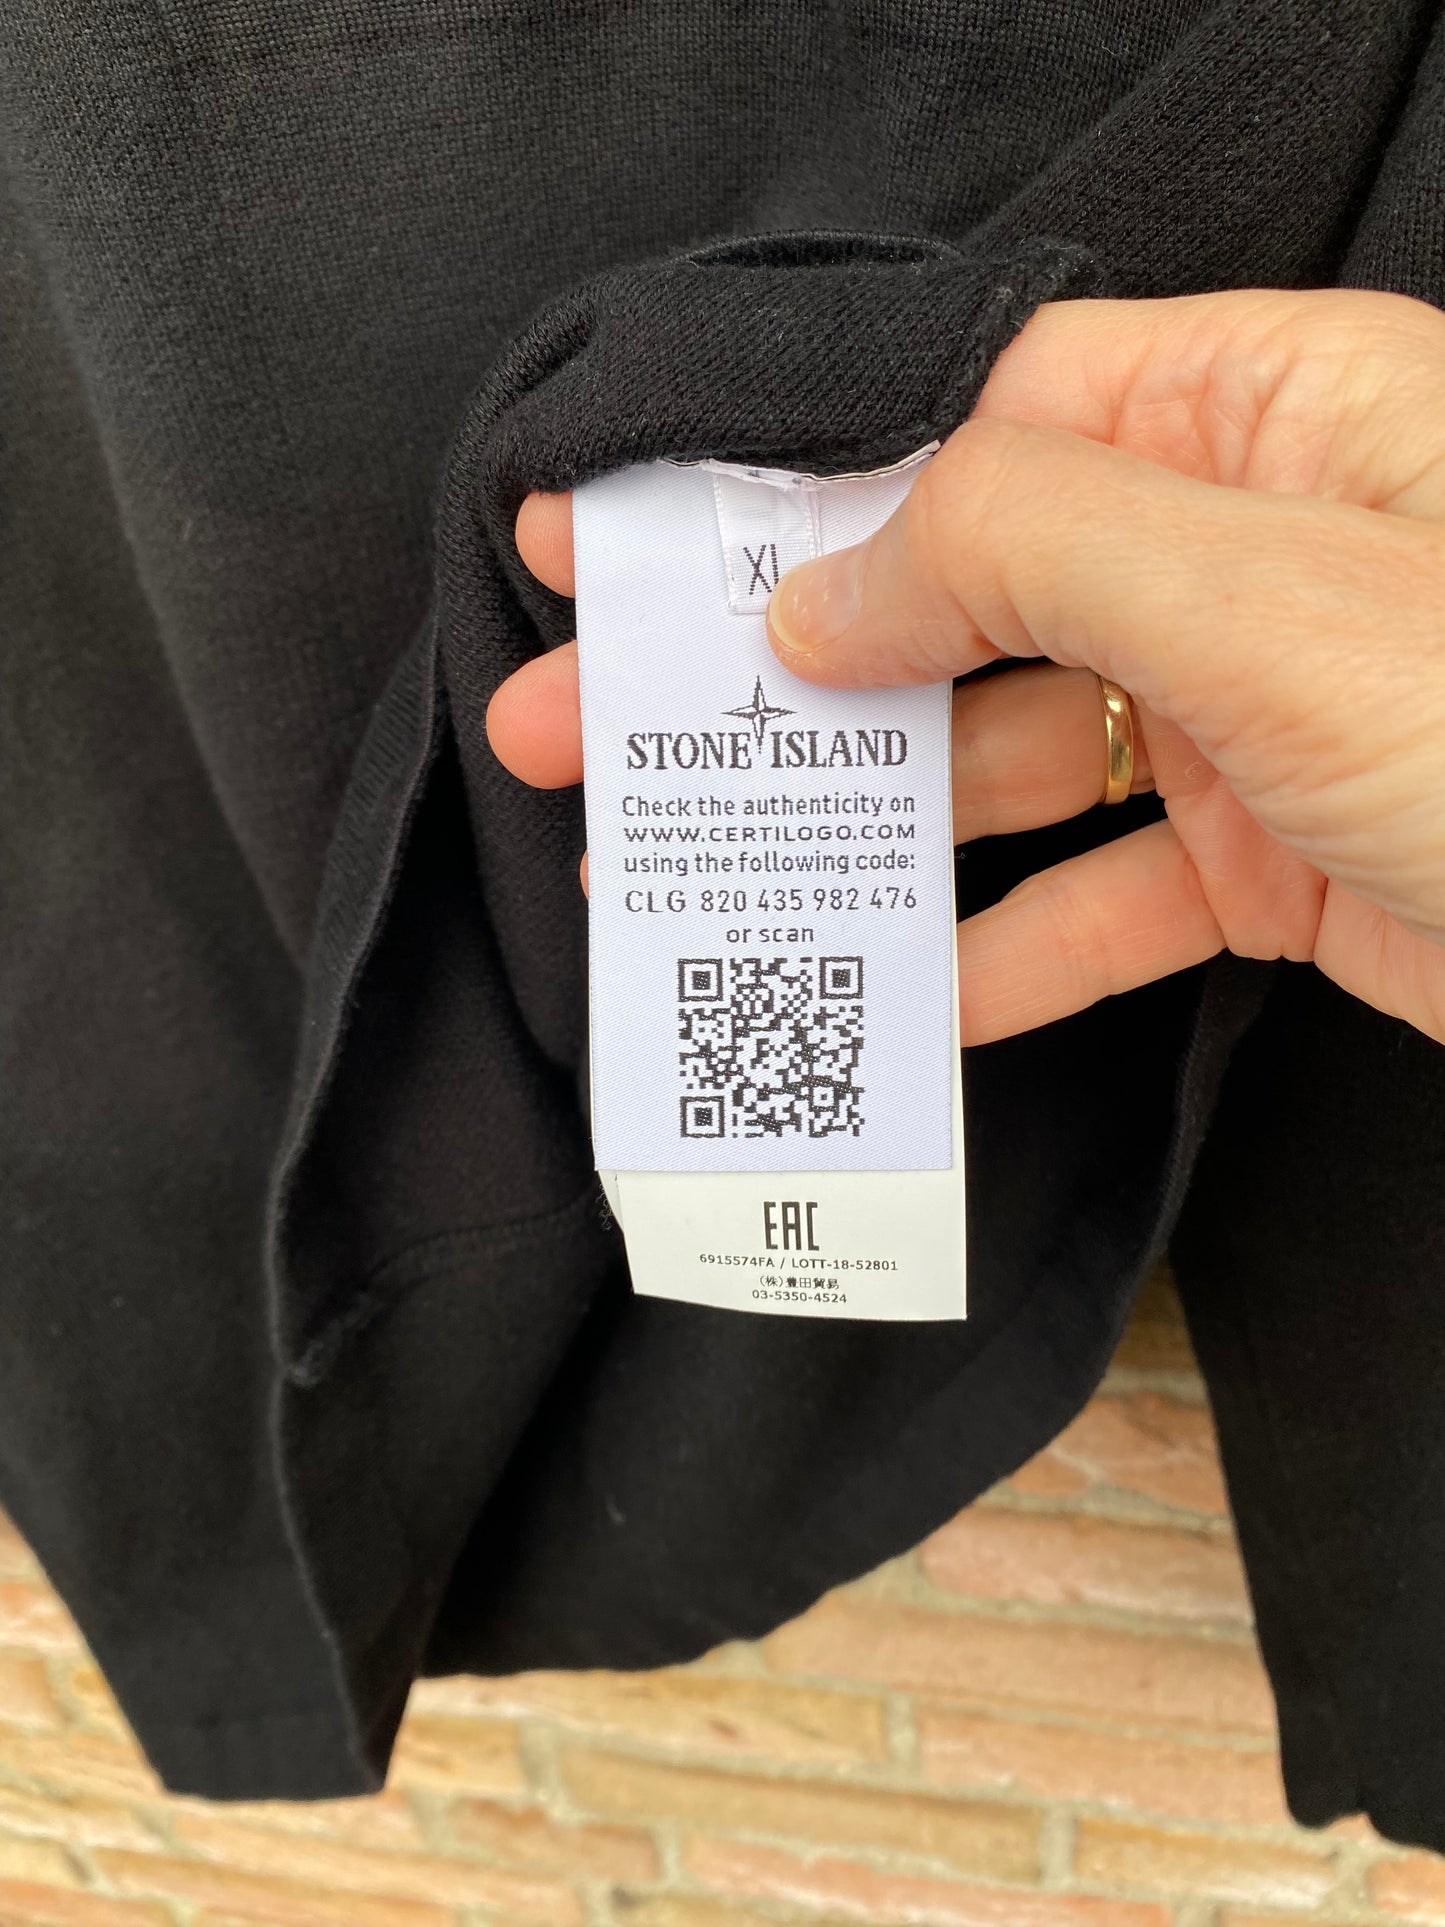 XL
STONE ISLAND
Check the authenticity on
WWW.CERTILOGO.COM
using the following code:
CLG 820 435 982 476
or scan
EAC
6915574FA / LOTT-18-52801
(株)豊田貿易
03-5350-4524